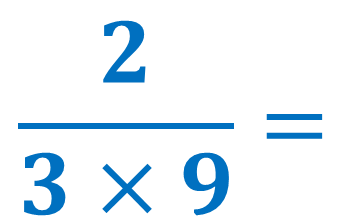 2
3 × 9 =